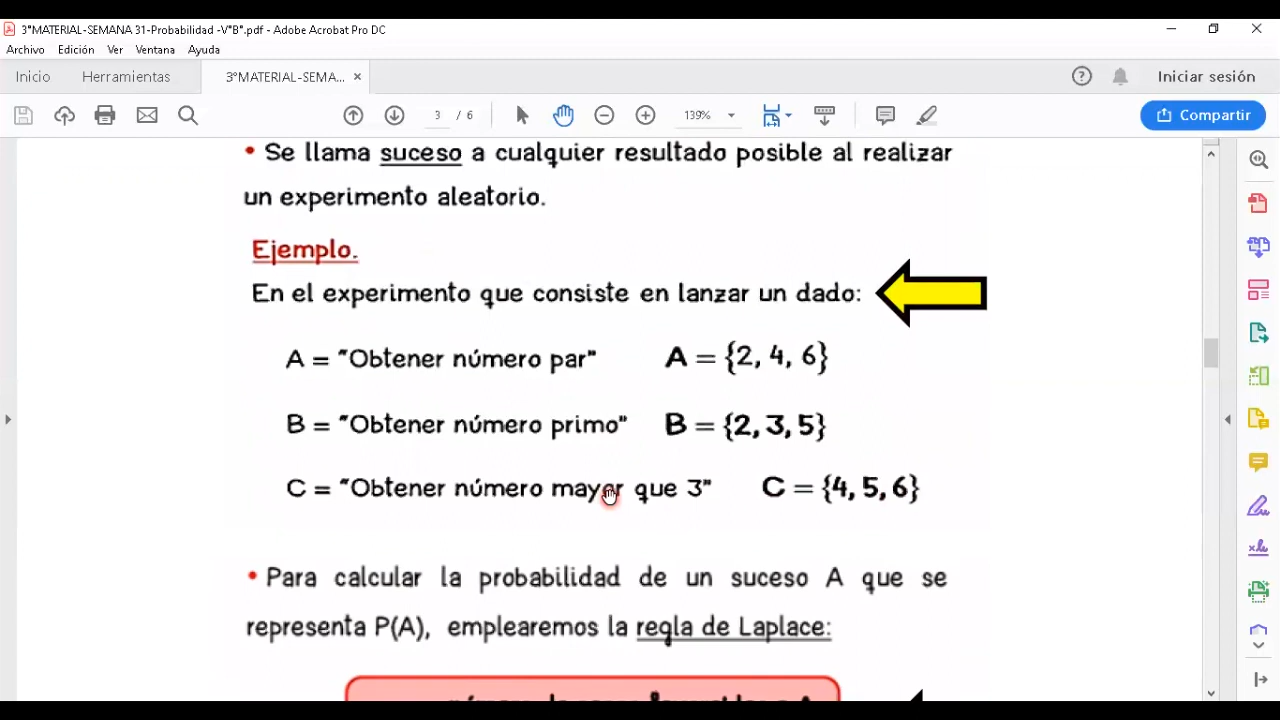 3°MATERIAL-SEMANA 31-Probabilidad -V°B°.pdf - Adobe Acrobat Pro DC
Archivo Edición Ver Ventana Ayuda
Inicio Herramientas 3°MATERIAL-SEMA... × Iniciar sesión
3 / 6 139% Compartir
• Se llama suceso a cualquier resultado posible al realizar
un experimento aleatorio.
Ejemplo.
En el experimento que consiste en lanzar un dado:
A = "Obtener número par" A = {2, 4, 6}
B = "Obtener número primo" B = {2, 3, 5}
C = "Obtener número mayor que 3" C = {4, 5, 6}
• Para calcular la probabilidad de un suceso A que se
representa P(A), emplearemos la regla de Laplace: